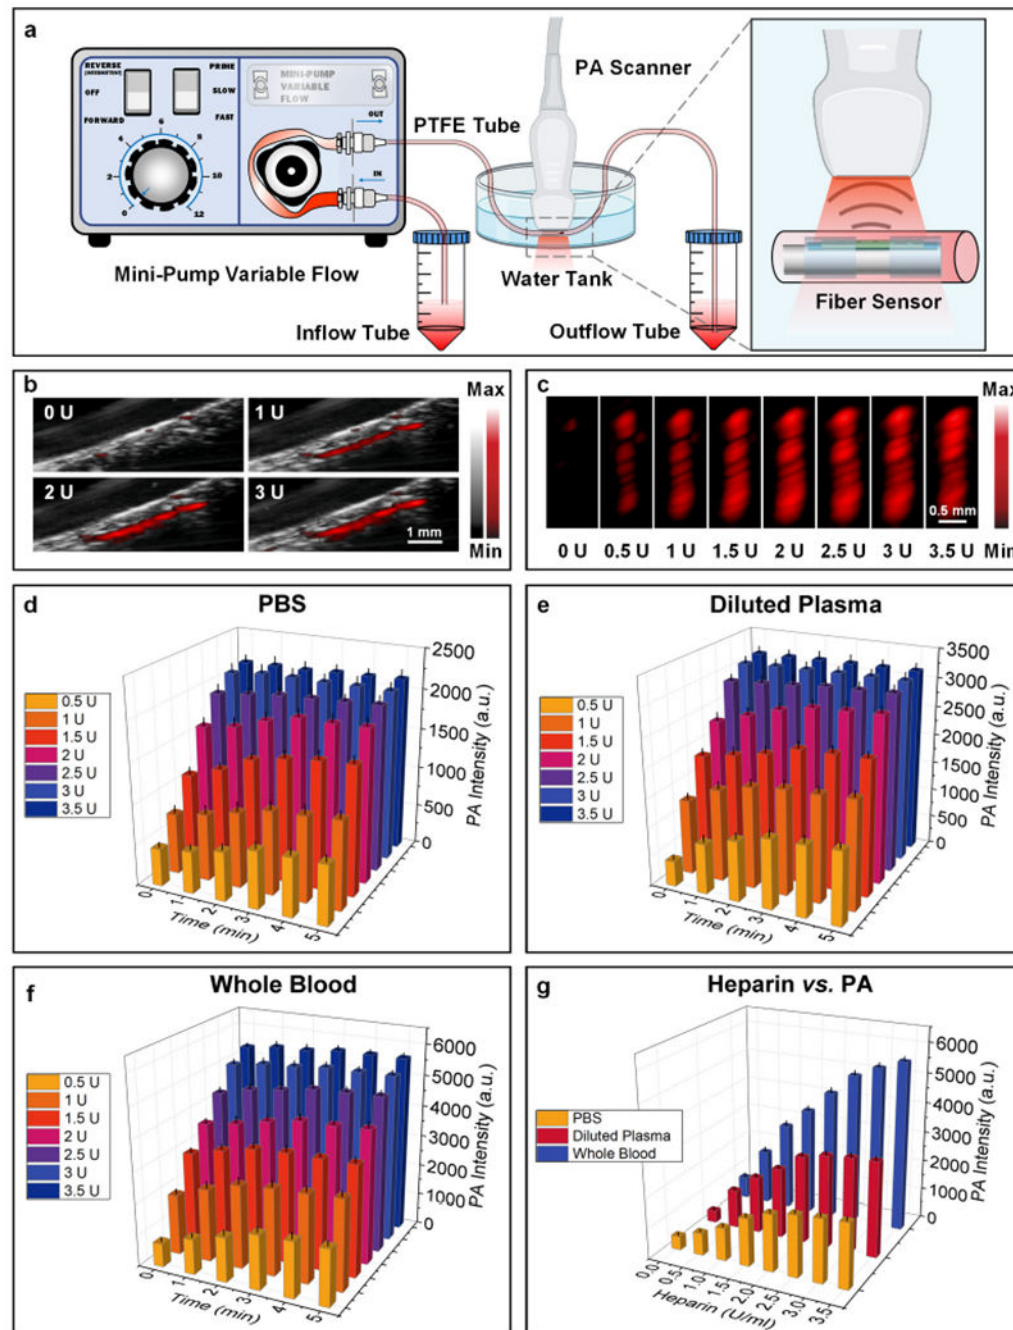 a
REVERSE
(INTERMITTENT)
OFF
FORWARD
PRIME
SLOW
FAST
0
2
4
6
8
10
12
MINI-PUMP
VARIABLE
FLOW
OUT
IN
Mini-Pump Variable Flow
PTFE Tube
PA Scanner
Water Tank
Inflow Tube
Outflow Tube
Fiber Sensor
b
0 U
1 U
2 U
3 U
1 mm
Max
Min
c
Max
0.5 mm
0 U 0.5 U 1 U 1.5 U 2 U 2.5 U 3 U 3.5 U Min
d
PBS
0.5 U
1 U
1.5 U
2 U
2.5 U
3 U
3.5 U
2500
2000
1500
1000
500
0
PA Intensity (a.u.)
0 1 2 3 4 5
Time (min)
e
Diluted Plasma
0.5 U
1 U
1.5 U
2 U
2.5 U
3 U
3.5 U
3500
3000
2500
2000
1500
1000
500
0
PA Intensity (a.u.)
0 1 2 3 4 5
Time (min)
f
Whole Blood
0.5 U
1 U
1.5 U
2 U
2.5 U
3 U
3.5 U
6000
5000
4000
3000
2000
1000
0
PA Intensity (a.u.)
0 1 2 3 4 5
Time (min)
g
Heparin vs. PA
PBS
Diluted Plasma
Whole Blood
6000
5000
4000
3000
2000
1000
0
PA Intensity (a.u.)
0.0 0.5 1.0 1.5 2.0 2.5 3.0 3.5
Heparin (U/ml)